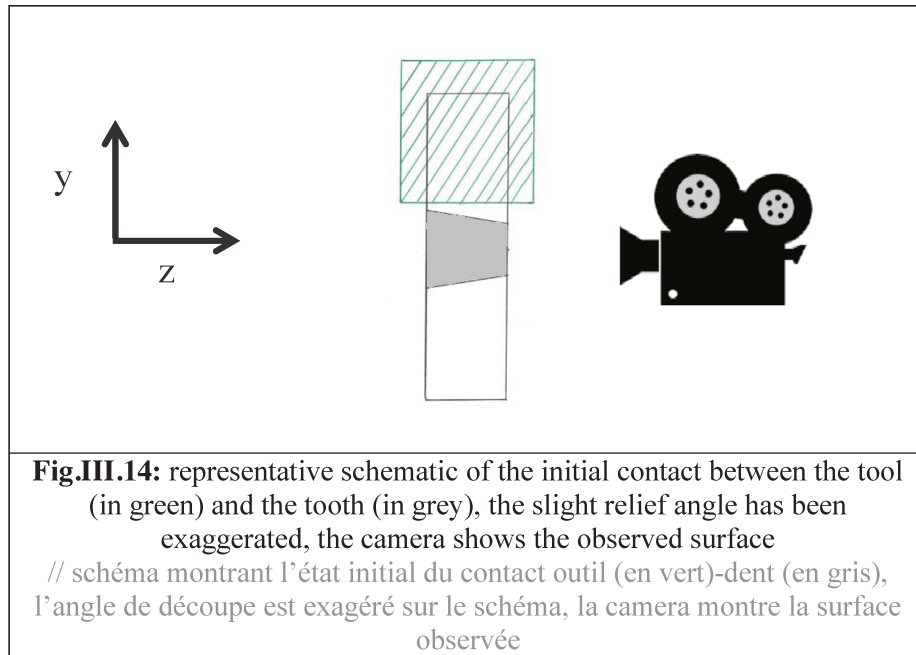 y
z
Fig.III.14: representative schematic of the initial contact between the tool
(in green) and the tooth (in grey), the slight relief angle has been
exaggerated, the camera shows the observed surface
// schéma montrant l’état initial du contact outil (en vert)-dent (en gris),
l’angle de découpe est exagéré sur le schéma, la camera montre la surface
observée